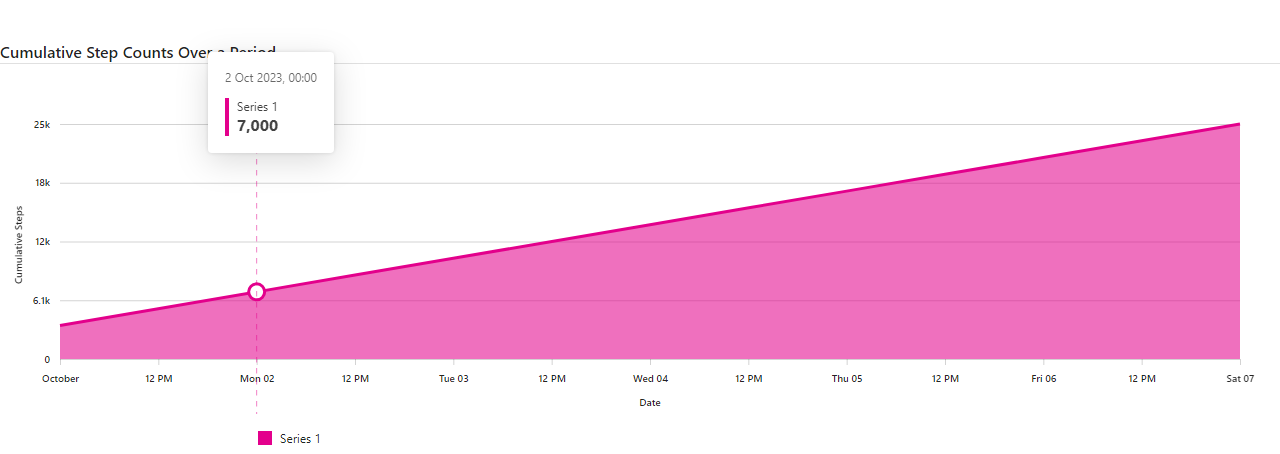 Cumulative Step Counts Over a Period
2 Oct 2023, 00:00
Series 1
7,000
25k
18k
12k
6.1k
0
Cumulative Steps
October 12 PM Mon 02 12 PM Tue 03 12 PM Wed 04 12 PM Thu 05 12 PM Fri 06 12 PM Sat 07
Date
Series 1